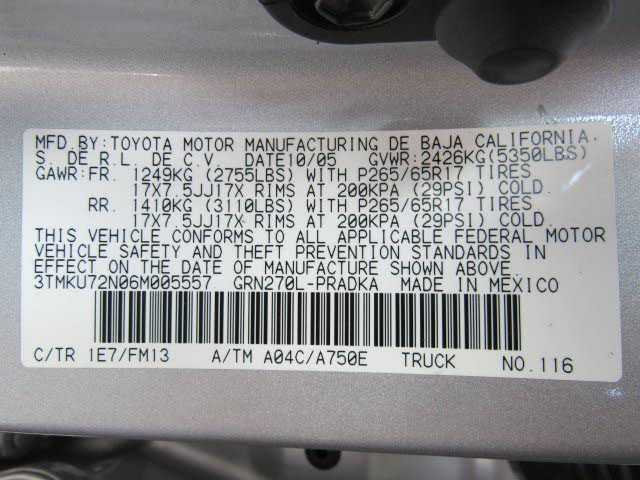 MFD.BY:TOYOTA MOTOR MANUFACTURING DE BAJA CALIFORNIA.
S. DE R.L. DE C.V. DATE10/05 GVWR:2426KG(5350LBS)
GAWR:FR. 1249KG (2755LBS) WITH P265/65R17 TIRES
17X7.5JJ17X RIMS AT 200KPA (29PSI) COLD.
RR. 1410KG (3110LBS) WITH P265/65R17 TIRES
17X7.5JJ17X RIMS AT 200KPA (29PSI) COLD.
THIS VEHICLE CONFORMS TO ALL APPLICABLE FEDERAL MOTOR
VEHICLE SAFETY AND THEFT PREVENTION STANDARDS IN
EFFECT ON THE DATE OF MANUFACTURE SHOWN ABOVE.
3TMKU72N06M005557 GRN270L-PRADKA MADE IN MEXICO
C/TR 1E7/FM13 A/TM A04C/A750E TRUCK NO.116